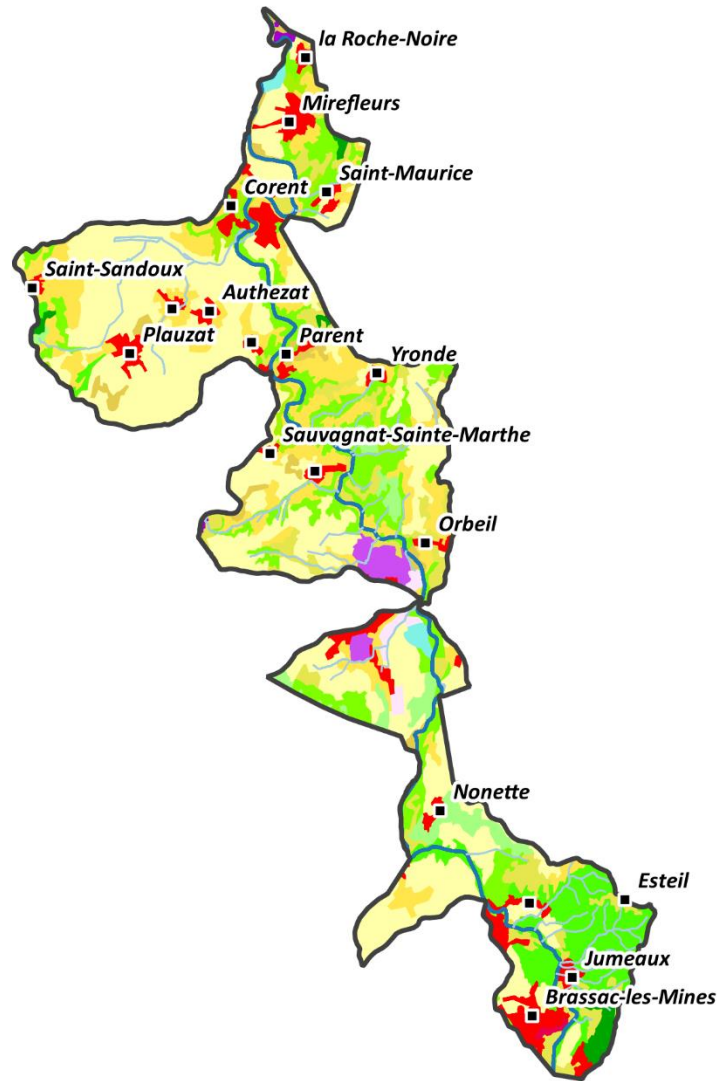 la Roche-Noire
Mirefleurs
Saint-Maurice
Corent
Saint-Sandoux
Authezat
Plauzat
Parent
Yronde
Sauvagnat-Sainte-Marthe
Orbeil
Nonette
Esteil
Jumeaux
Brassac-les-Mines